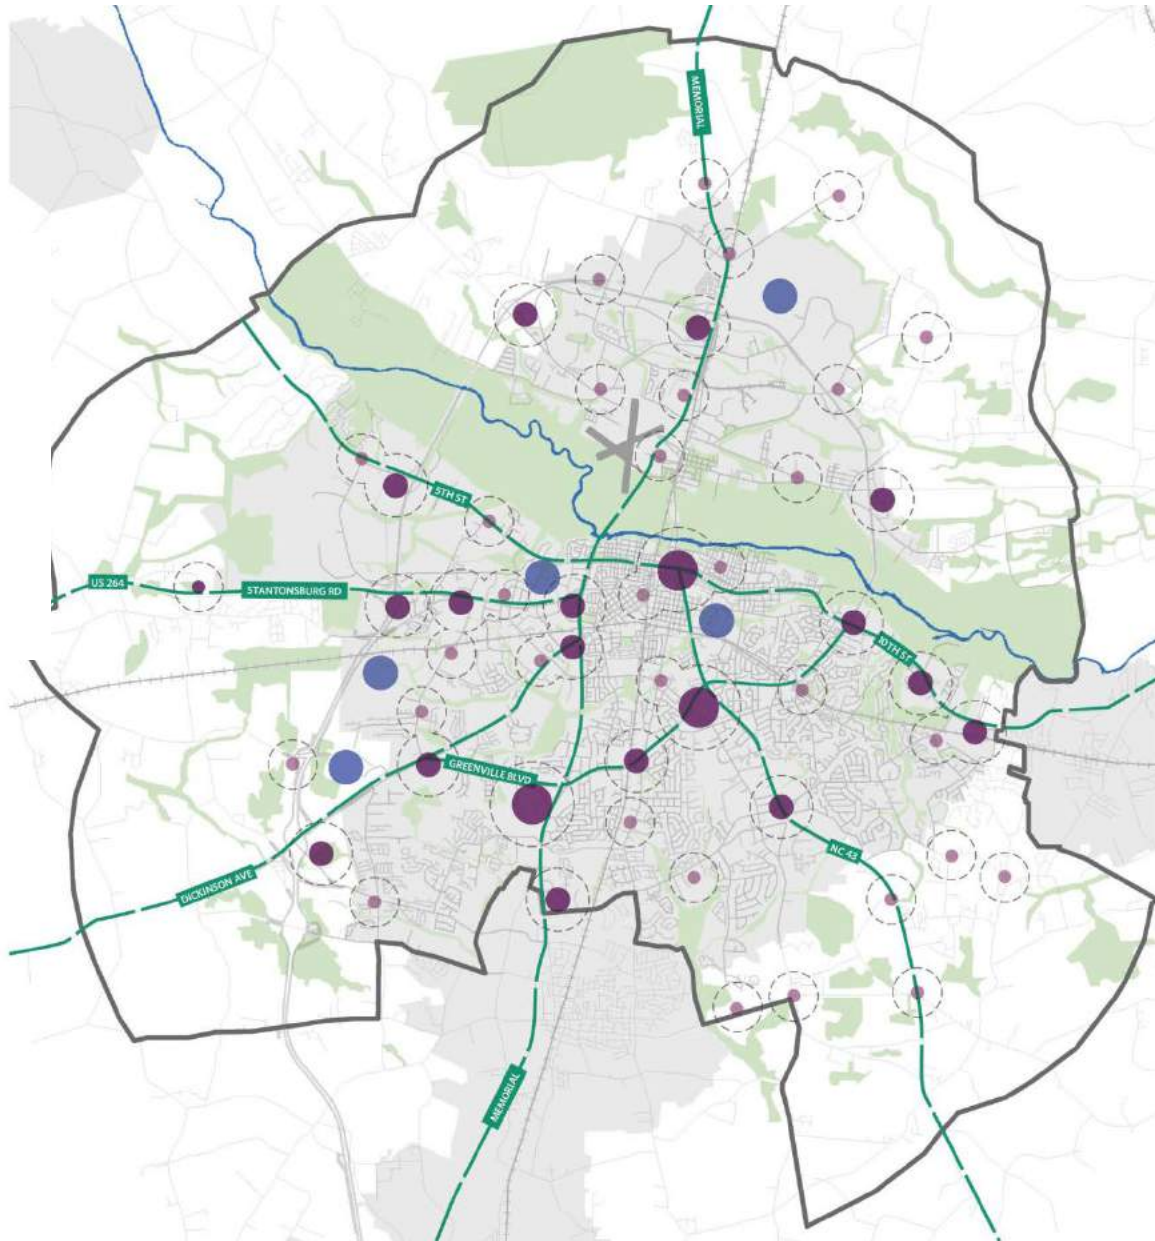 MEMORIAL
5TH ST
US 264
STANTONSBURG RD
10TH ST
GREENVILLE BLVD
NC 43
DICKINSON AVE
MEMORIAL